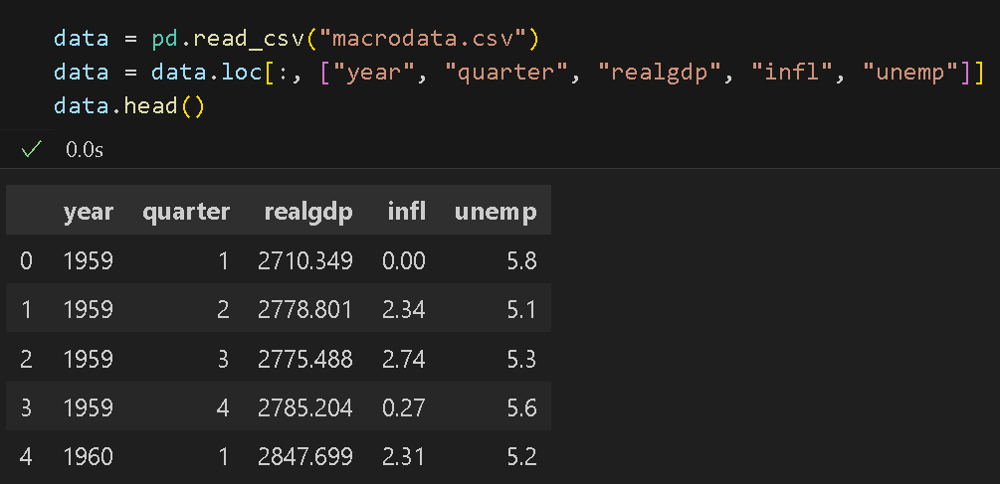 data = pd.read_csv("macrodata.csv")
data = data.loc[:, ["year", "quarter", "realgdp", "infl", "unemp"]]
data.head()
✓ 0.0s
year quarter realgdp infl unemp
0 1959 1 2710.349 0.00 5.8
1 1959 2 2778.801 2.34 5.1
2 1959 3 2775.488 2.74 5.3
3 1959 4 2785.204 0.27 5.6
4 1960 1 2847.699 2.31 5.2